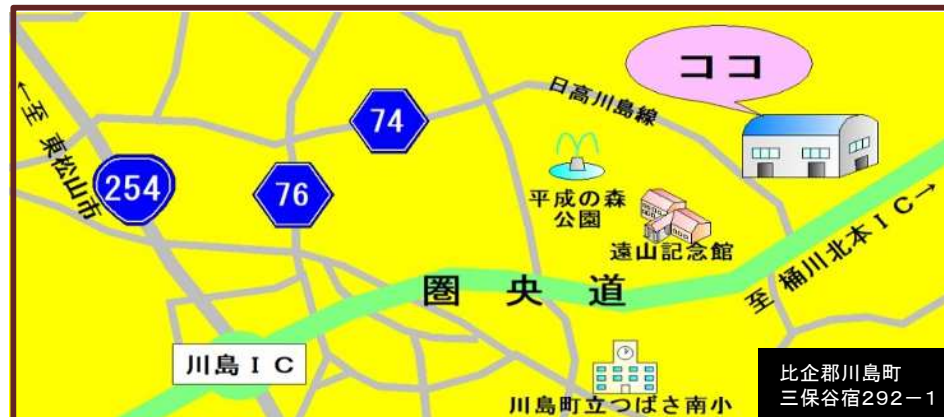 ココ
日高川島線
74
←至 東松山市
254
76
平成の森
公園
遠山記念館
圏央道
至 桶川北本IC→
川島IC
川島町立つばさ南小
比企郡川島町
三保谷宿292－1